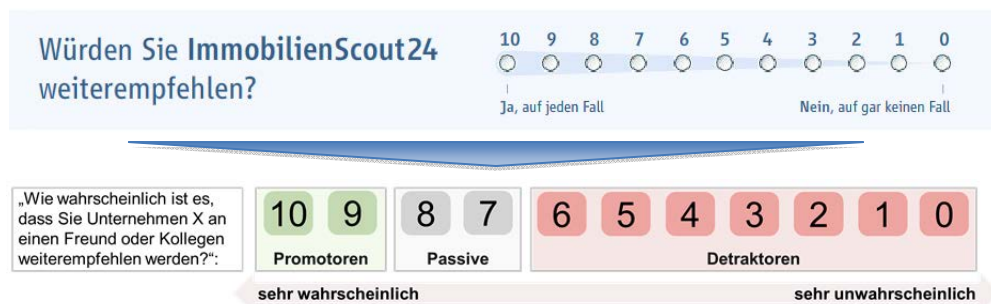 Würden Sie ImmobilienScout24
weiterempfehlen?
10 9 8 7 6 5 4 3 2 1 0
Ja, auf jeden Fall
Nein, auf gar keinen Fall
„Wie wahrscheinlich ist es,
dass Sie Unternehmen X an
einen Freund oder Kollegen
weiterempfehlen werden?“:
10 9 8 7 6 5 4 3 2 1 0
Promotoren Passive Detraktoren
sehr wahrscheinlich sehr unwahrscheinlich